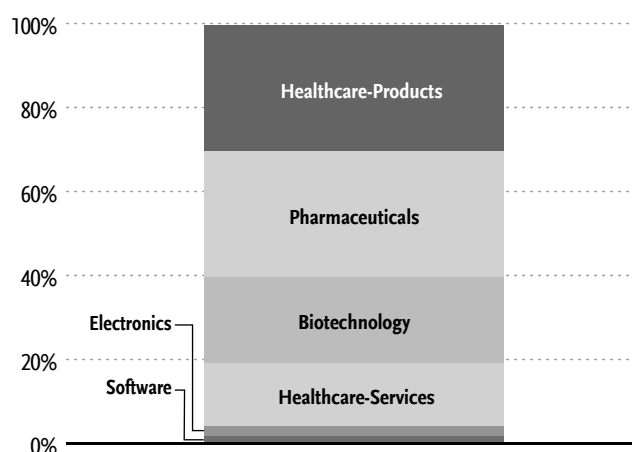 100%
Healthcare-Products
80%
60%
Pharmaceuticals
40%
Electronics
Biotechnology
20%
Software
Healthcare-Services
0%